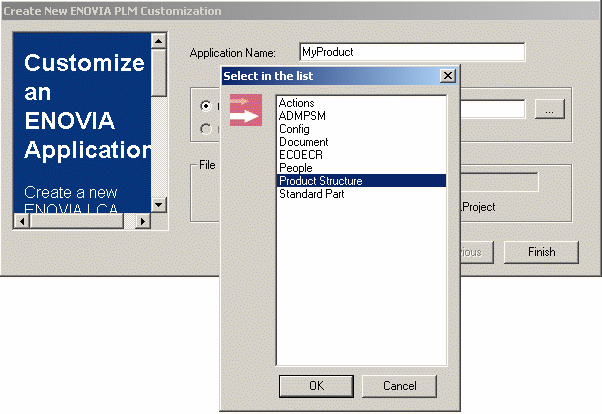 Create New ENOVIA PLM Customization
Customize
an
ENOVIA
Application
Create a new
ENOVIA LCA
Application Name:
MyProduct
...
File
.Project
Finish
Select in the list
Actions
ADMPSM
Config
Document
ECOECR
People
Product Structure
Standard Part
OK
Cancel